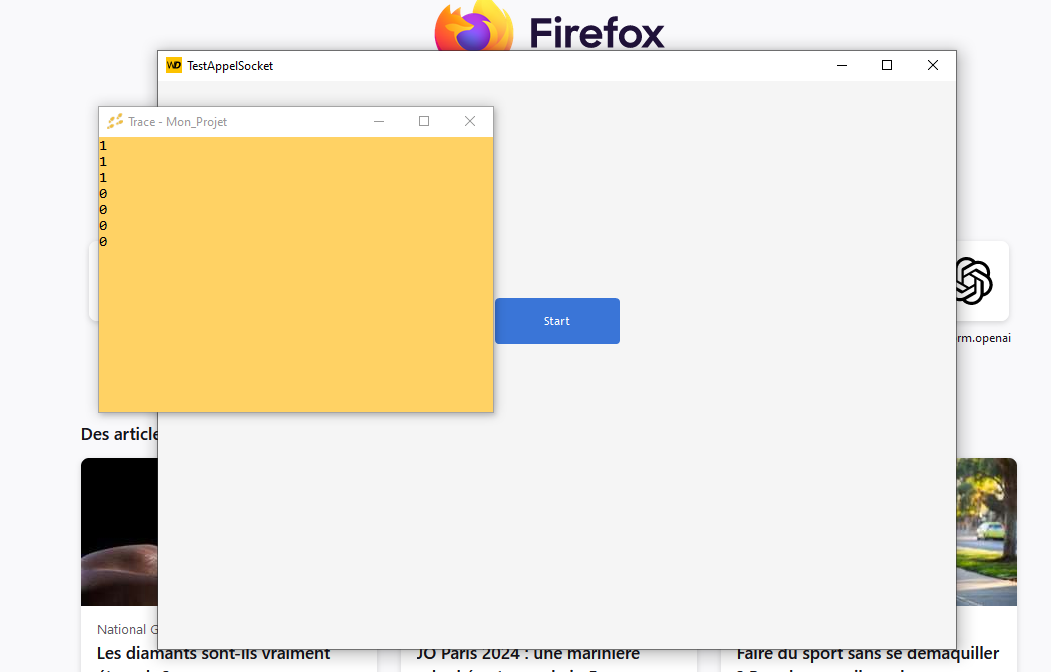 Firefox
WD TestAppelSocket
Trace - Mon_Projet
1
1
1
0
0
0
0
Start
rm.openai
Des article
National G
Les diamants sont-ils vraiment
JO Paris 2024 : une marinière
Faire du sport sans se démaquiller